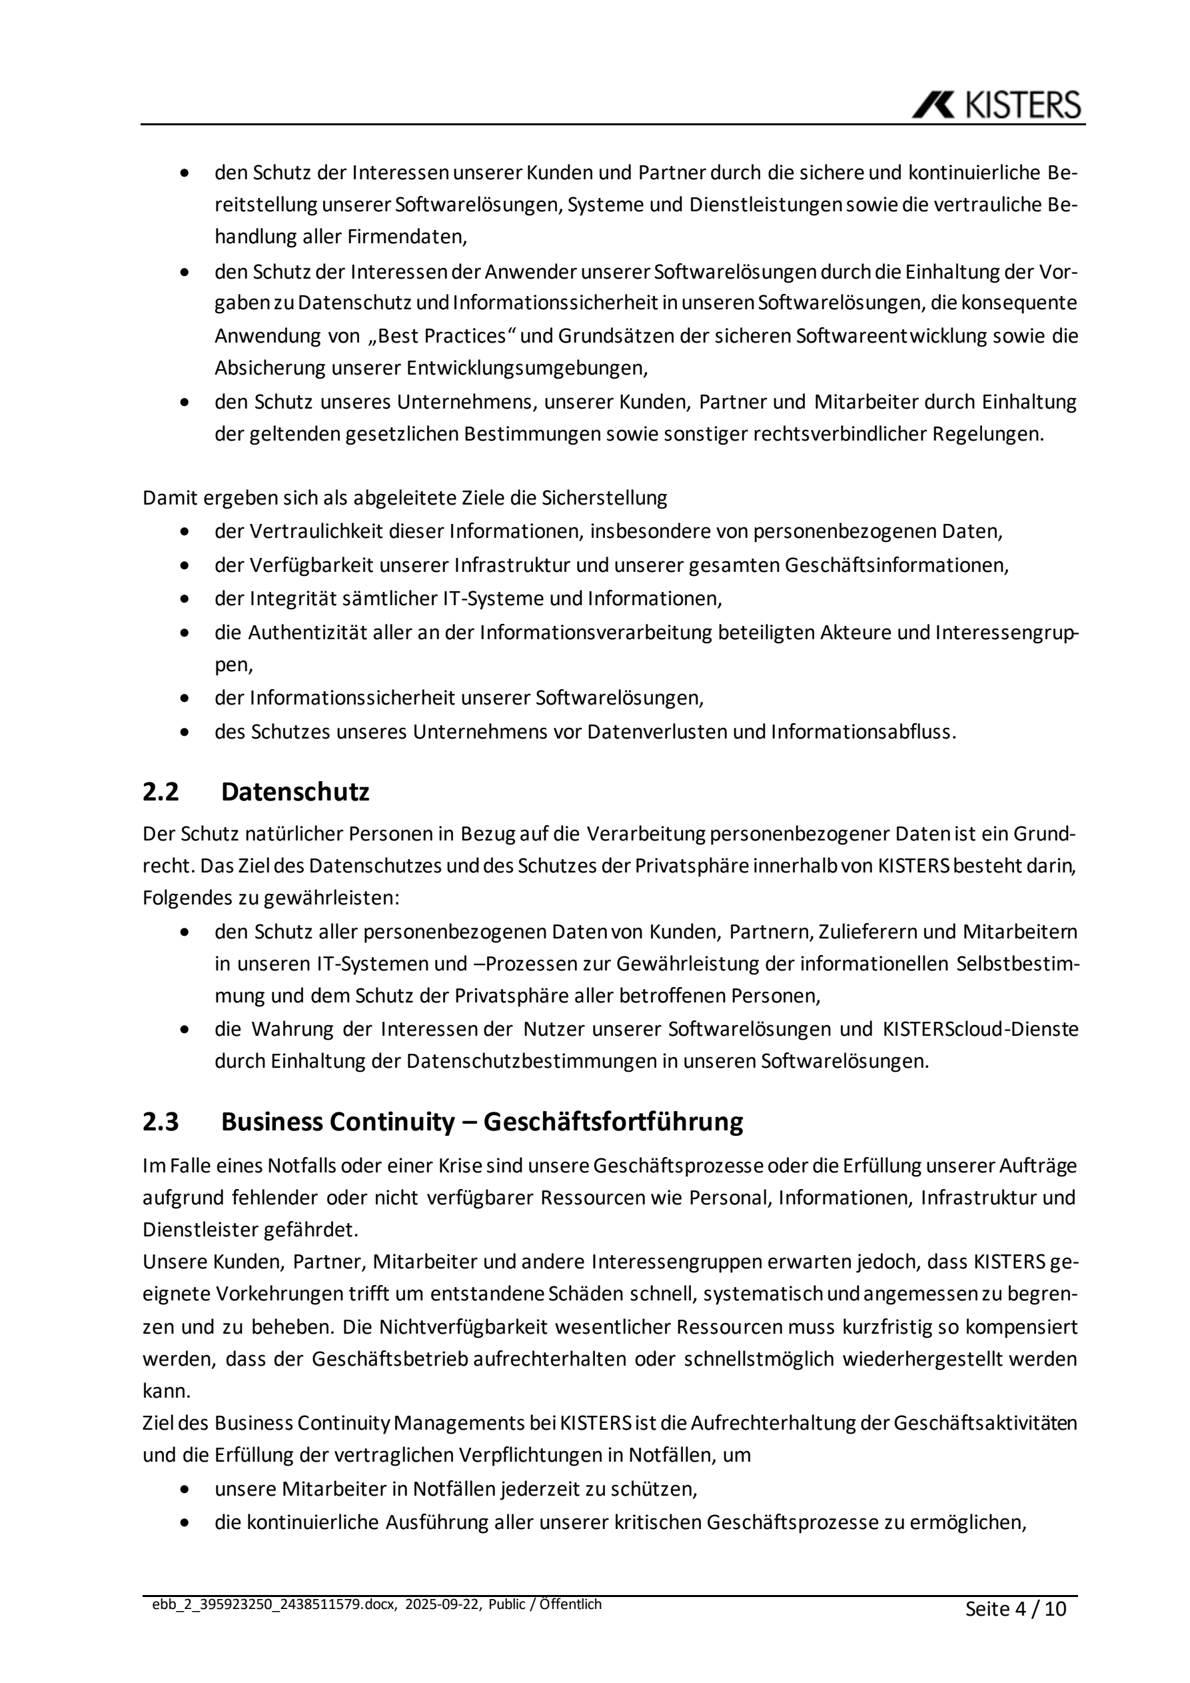 KISTERS
• den Schutz der Interessen unserer Kunden und Partner durch die sichere und kontinuierliche Be-
reitstellung unserer Softwarelösungen, Systeme und Dienstleistungen sowie die vertrauliche Be-
handlung aller Firmendaten,
• den Schutz der Interessen der Anwender unserer Softwarelösungen durch die Einhaltung der Vor-
gaben zu Datenschutz und Informationssicherheit in unseren Softwarelösungen, die konsequente
Anwendung von „Best Practices“ und Grundsätzen der sicheren Softwareentwicklung sowie die
Absicherung unserer Entwicklungsumgebungen,
• den Schutz unseres Unternehmens, unserer Kunden, Partner und Mitarbeiter durch Einhaltung
der geltenden gesetzlichen Bestimmungen sowie sonstiger rechtsverbindlicher Regelungen.
Damit ergeben sich als abgeleitete Ziele die Sicherstellung
• der Vertraulichkeit dieser Informationen, insbesondere von personenbezogenen Daten,
• der Verfügbarkeit unserer Infrastruktur und unserer gesamten Geschäftsinformationen,
• der Integrität sämtlicher IT-Systeme und Informationen,
• die Authentizität aller an der Informationsverarbeitung beteiligten Akteure und Interessengrup-
pen,
• der Informationssicherheit unserer Softwarelösungen,
• des Schutzes unseres Unternehmens vor Datenverlusten und Informationsabfluss.
2.2 Datenschutz
Der Schutz natürlicher Personen in Bezug auf die Verarbeitung personenbezogener Daten ist ein Grund-
recht. Das Ziel des Datenschutzes und des Schutzes der Privatsphäre innerhalb von KISTERS besteht darin,
Folgendes zu gewährleisten:
• den Schutz aller personenbezogenen Daten von Kunden, Partnern, Zulieferern und Mitarbeitern
in unseren IT-Systemen und –Prozessen zur Gewährleistung der informationellen Selbstbestim-
mung und dem Schutz der Privatsphäre aller betroffenen Personen,
• die Wahrung der Interessen der Nutzer unserer Softwarelösungen und KISTERScloud-Dienste
durch Einhaltung der Datenschutzbestimmungen in unseren Softwarelösungen.
2.3 Business Continuity – Geschäftsfortführung
Im Falle eines Notfalls oder einer Krise sind unsere Geschäftsprozesse oder die Erfüllung unserer Aufträge
aufgrund fehlender oder nicht verfügbarer Ressourcen wie Personal, Informationen, Infrastruktur und
Dienstleister gefährdet.
Unsere Kunden, Partner, Mitarbeiter und andere Interessengruppen erwarten jedoch, dass KISTERS ge-
eignete Vorkehrungen trifft um entstandene Schäden schnell, systematisch und angemessen zu begren-
zen und zu beheben. Die Nichtverfügbarkeit wesentlicher Ressourcen muss kurzfristig so kompensiert
werden, dass der Geschäftsbetrieb aufrechterhalten oder schnellstmöglich wiederhergestellt werden
kann.
Ziel des Business Continuity Managements bei KISTERS ist die Aufrechterhaltung der Geschäftsaktivitäten
und die Erfüllung der vertraglichen Verpflichtungen in Notfällen, um
• unsere Mitarbeiter in Notfällen jederzeit zu schützen,
• die kontinuierliche Ausführung aller unserer kritischen Geschäftsprozesse zu ermöglichen,
ebb_2_395923250_2438511579.docx, 2025-09-22, Public / Öffentlich
Seite 4 / 10